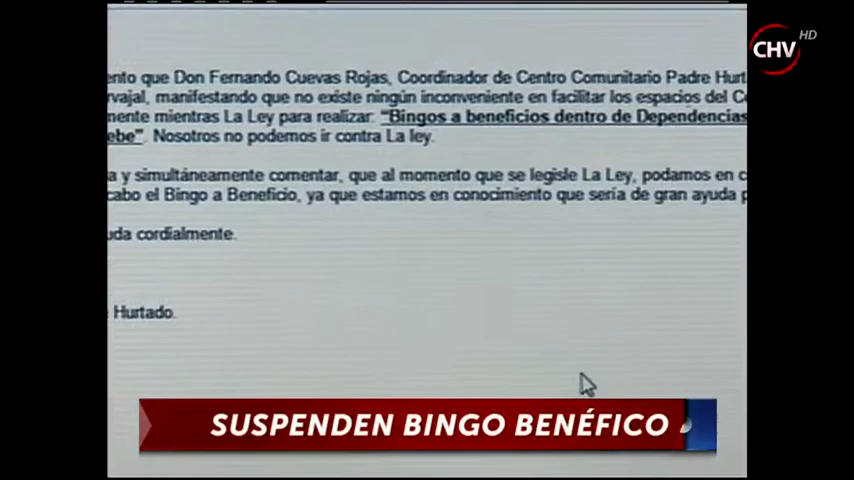 CHV HD
ento que Don Fernando Cuevas Rojas, Coordinador de Centro Comunitario Padre Hurt
rvajal, manifestando que no existe ningún inconveniente en facilitar los espacios del C
nente mientras La Ley para realizar: "Bingos a beneficios dentro de Dependencias
ebe". Nosotros no podemos ir contra La ley.
a y simultáneamente comentar, que al momento que se legisle La Ley, podamos en c
cabo el Bingo a Beneficio, ya que estamos en conocimiento que sería de gran ayuda p
uda cordialmente.
Hurtado.
SUSPENDEN BINGO BENÉFICO